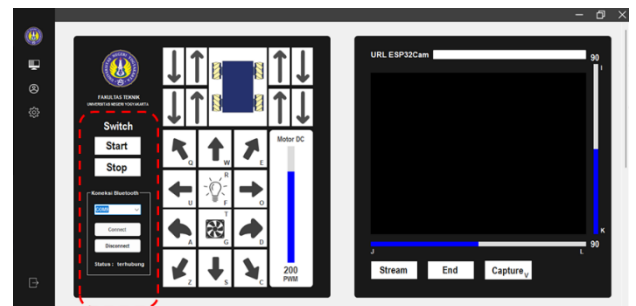 FAKULTAS TEKNIK
UNIVERSITAS NEGERI YOGYAKARTA
Switch
Start
Stop
Koneksi Bluetooth
Connect
Disconnect
Status : terhubung
Q
W
E
U
R
F
O
A
T
G
D
Z
S
C
Motor DC
200
PWM
URL ESP32Cam
90
I
K
J
L
90
Stream
End
Capture
V